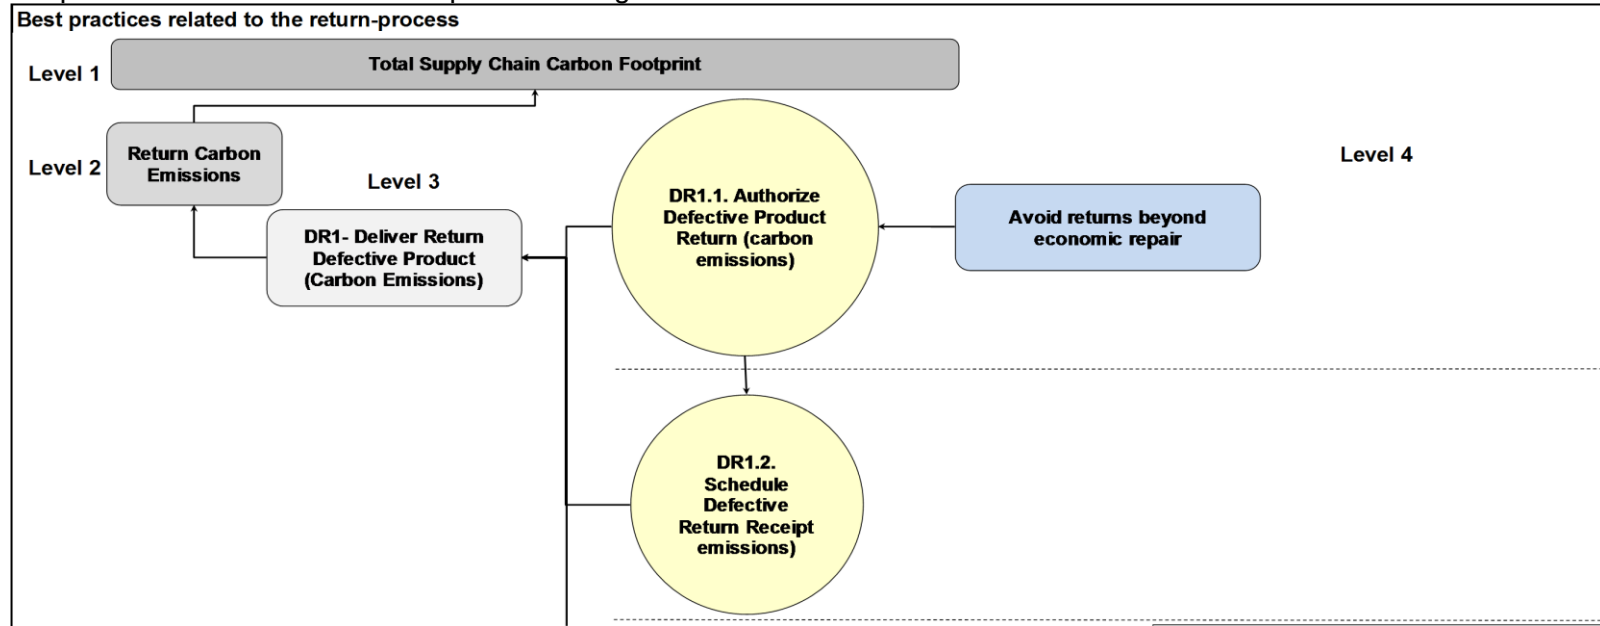 Best practices related to the return-process
Level 1
Total Supply Chain Carbon Footprint
Level 2
Return Carbon
Emissions
Level 3
DR1- Deliver Return
Defective Product
(Carbon Emissions)
DR1.1. Authorize
Defective Product
Return (carbon
emissions)
Level 4
Avoid returns beyond
economic repair
DR1.2.
Schedule
Defective
Return Receipt
emissions)